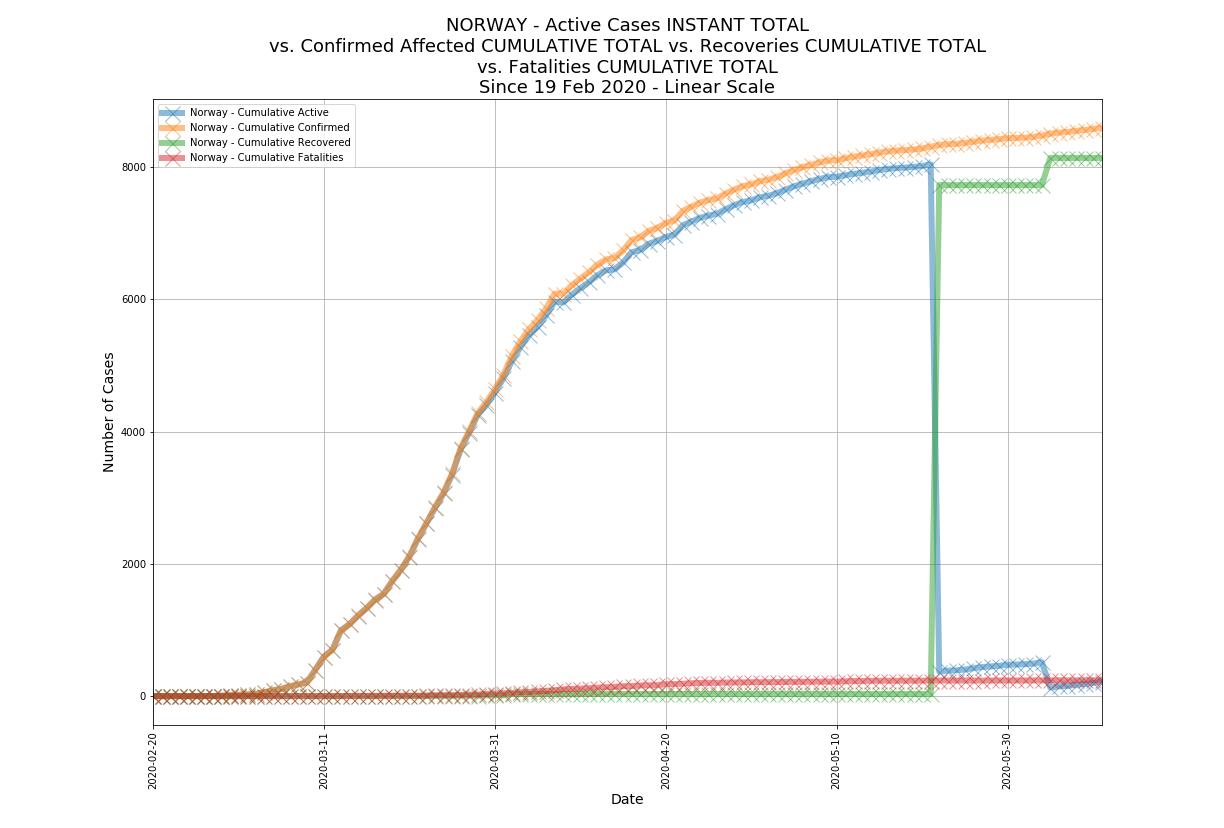 NORWAY - Active Cases INSTANT TOTAL
vs. Confirmed Affected CUMULATIVE TOTAL vs. Recoveries CUMULATIVE TOTAL
vs. Fatalities CUMULATIVE TOTAL
Since 19 Feb 2020 - Linear Scale
Norway - Cumulative Active
Norway - Cumulative Confirmed
Norway - Cumulative Recovered
Norway - Cumulative Fatalities
Number of Cases
8000
6000
4000
2000
0
2020-02-20
2020-03-11
2020-03-31
2020-04-20
2020-05-10
2020-05-30
Date